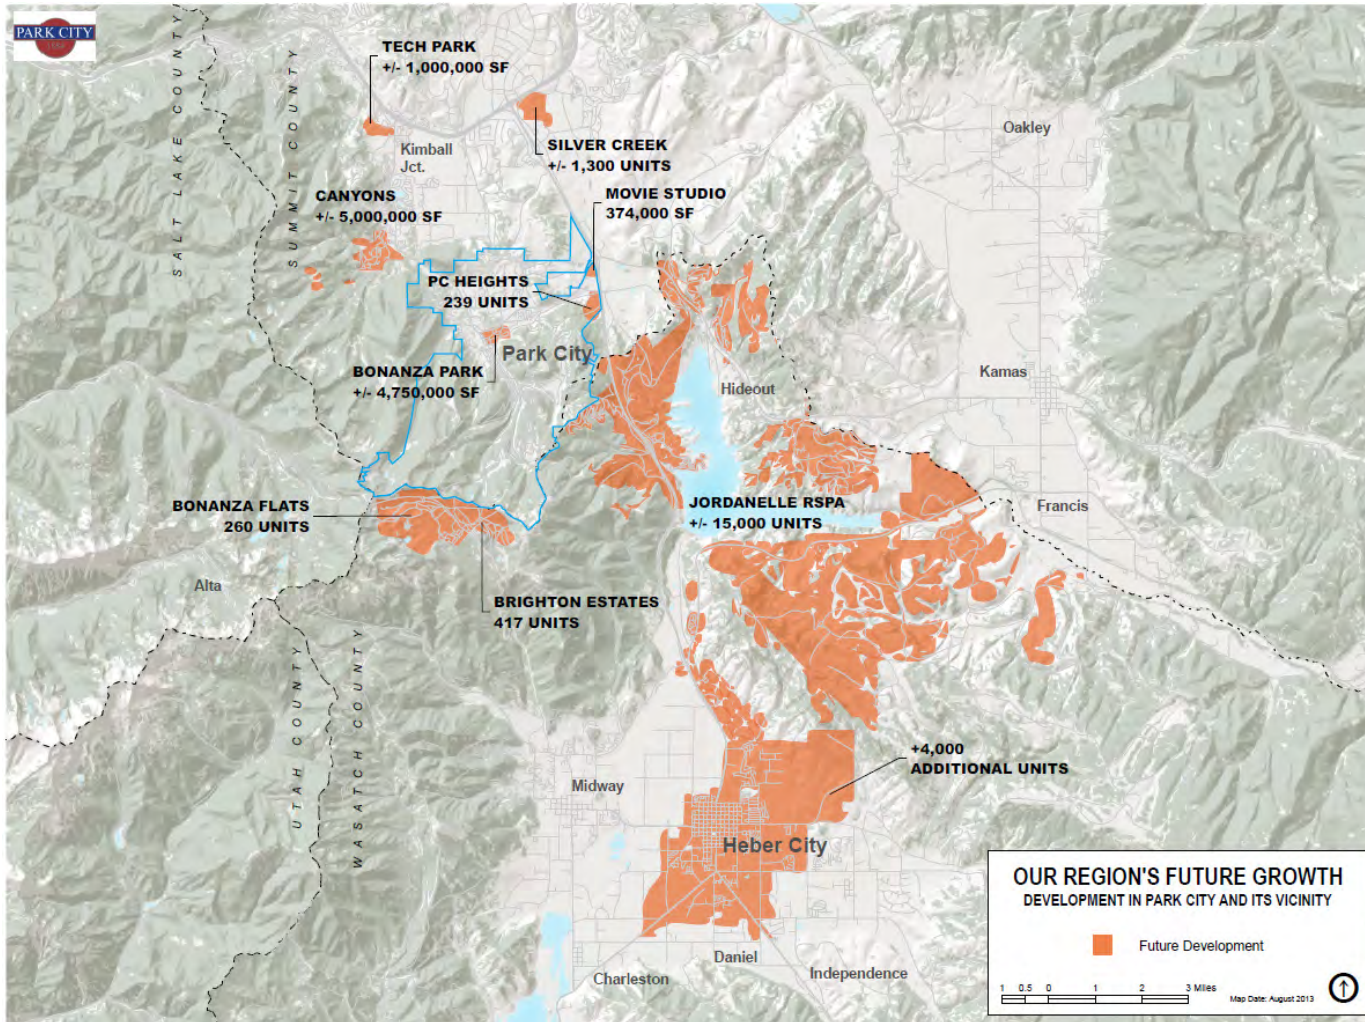 PARK CITY
1884
TECH PARK
+/- 1,000,000 SF
SALT LAKE COUNTY
SUMMIT COUNTY
Kimball
Jct.
SILVER CREEK
+/- 1,300 UNITS
Oakley
CANYONS
+/- 5,000,000 SF
MOVIE STUDIO
374,000 SF
PC HEIGHTS
239 UNITS
Park City
BONANZA PARK
+/- 4,750,000 SF
Hideout
Kamas
BONANZA FLATS
260 UNITS
JORDANELLE RSPA
+/- 15,000 UNITS
Francis
Alta
BRIGHTON ESTATES
417 UNITS
UTAH COUNTY
WASATCH COUNTY
+4,000
ADDITIONAL UNITS
Midway
Heber City
Daniel
Charleston
Independence
OUR REGION'S FUTURE GROWTH
DEVELOPMENT IN PARK CITY AND ITS VICINITY
Future Development
1 0.5 0 1 2 3 Miles
Map Date: August 2013